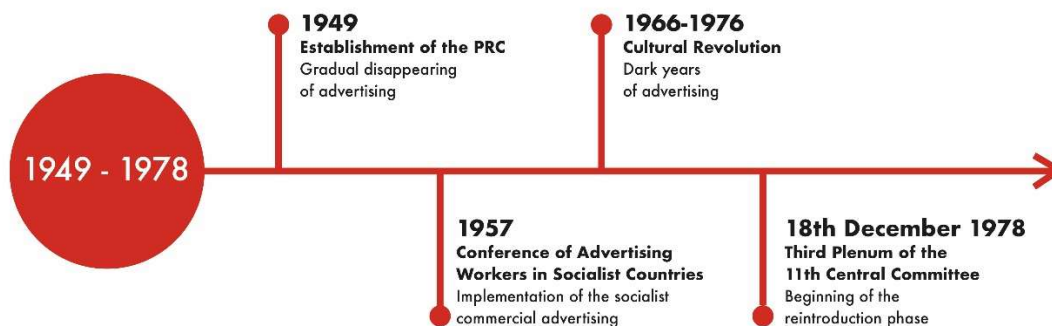 1949 - 1978
1949
Establishment of the PRC
Gradual disappearing
of advertising
1957
Conference of Advertising
Workers in Socialist Countries
Implementation of the socialist
commercial advertising
1966-1976
Cultural Revolution
Dark years
of advertising
18th December 1978
Third Plenum of the
11th Central Committee
Beginning of the
reintroduction phase